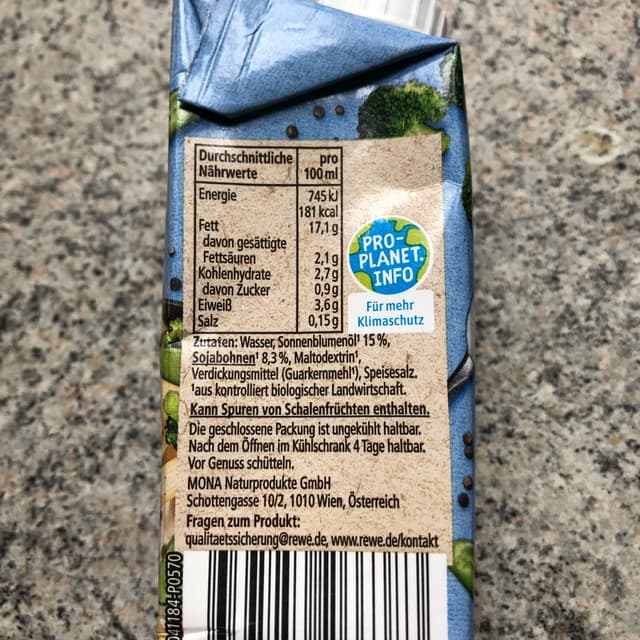 Durchschnittliche pro
Nährwerte 100 ml
Energie 745 kJ
181 kcal
Fett 17,1 g
davon gesättigte
Fettsäuren 2,1 g
Kohlenhydrate 2,7 g
davon Zucker 0,9 g
Eiweiß 3,6 g
Salz 0,15 g
PRO-
PLANET.
INFO
Für mehr
Klimaschutz
Zutaten: Wasser, Sonnenblumenöl¹ 15 %,
Sojabohnen¹ 8,3 %, Maltodextrin¹,
Verdickungsmittel (Guarkernmehl¹), Speisesalz.
¹aus kontrolliert biologischer Landwirtschaft.
Kann Spuren von Schalenfrüchten enthalten.
Die geschlossene Packung ist ungekühlt haltbar.
Nach dem Öffnen im Kühlschrank 4 Tage haltbar.
Vor Genuss schütteln.
MONA Naturprodukte GmbH
Schottengasse 10/2, 1010 Wien, Österreich
Fragen zum Produkt:
qualitaetssicherung@rewe.de, www.rewe.de/kontakt
41184-P0570